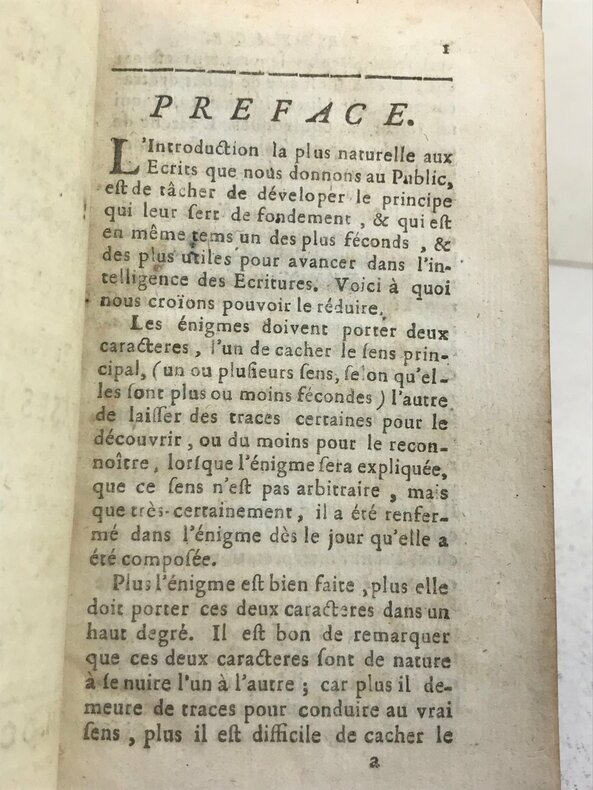 1
PREFACE.
L'Introduction la plus naturelle aux
Ecrits que nous donnons au Public,
eſt de tâcher de déveloper le principe
qui leur ſert de fondement, & qui eſt
en même tems un des plus féconds, &
des plus utiles pour avancer dans l'in-
telligence des Ecritures. Voici à quoi
nous croïons pouvoir le réduire.
Les énigmes doivent porter deux
caracteres, l'un de cacher le ſens prin-
cipal, (un ou pluſieurs ſens, ſelon qu'el-
les ſont plus ou moins fécondes) l'autre
de laiſſer des traces certaines pour le
découvrir, ou du moins pour le recon-
noître, lorſque l'énigme ſera expliquée,
que ce ſens n'eſt pas arbitraire, mais
que très-certainement, il a été renfer-
mé dans l'énigme dès le jour qu'elle a
été compoſée.
Plus l'énigme eſt bien faite, plus elle
doit porter ces deux caracteres dans un
haut degré. Il eſt bon de remarquer
que ces deux caracteres ſont de nature
à ſe nuire l'un à l'autre; car plus il de-
meure de traces pour conduire au vrai
ſens, plus il eſt difficile de cacher le
a